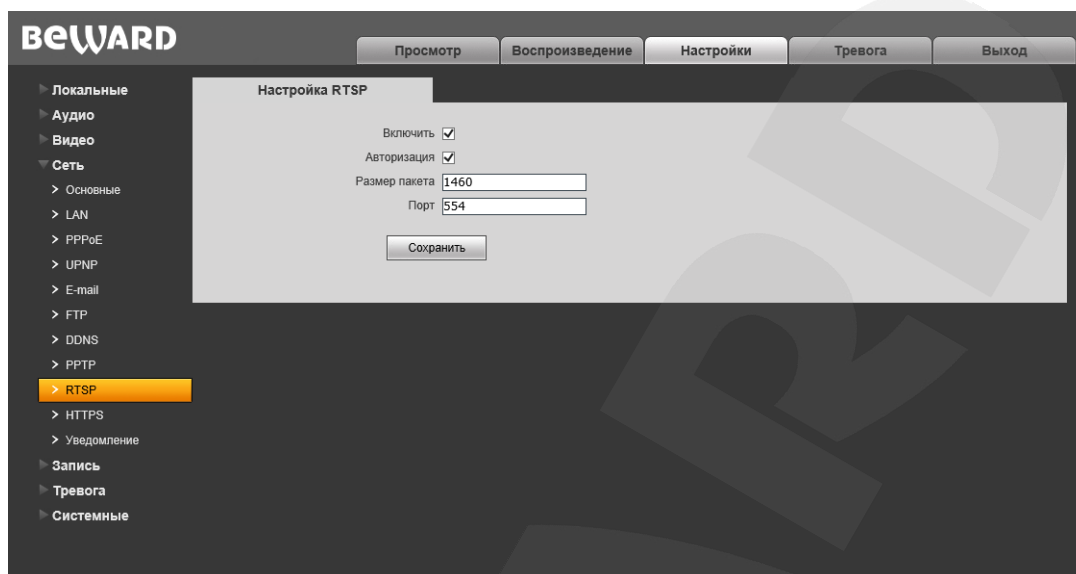 BEWARD
Просмотр
Воспроизведение
Настройки
Тревога
Выход
Локальные
Аудио
Видео
Сеть
Основные
LAN
PPPoE
UPNP
E-mail
FTP
DDNS
PPTP
RTSP
HTTPS
Уведомление
Запись
Тревога
Системные
Настройка RTSP
Включить
Авторизация
Размер пакета 1460
Порт 554
Сохранить